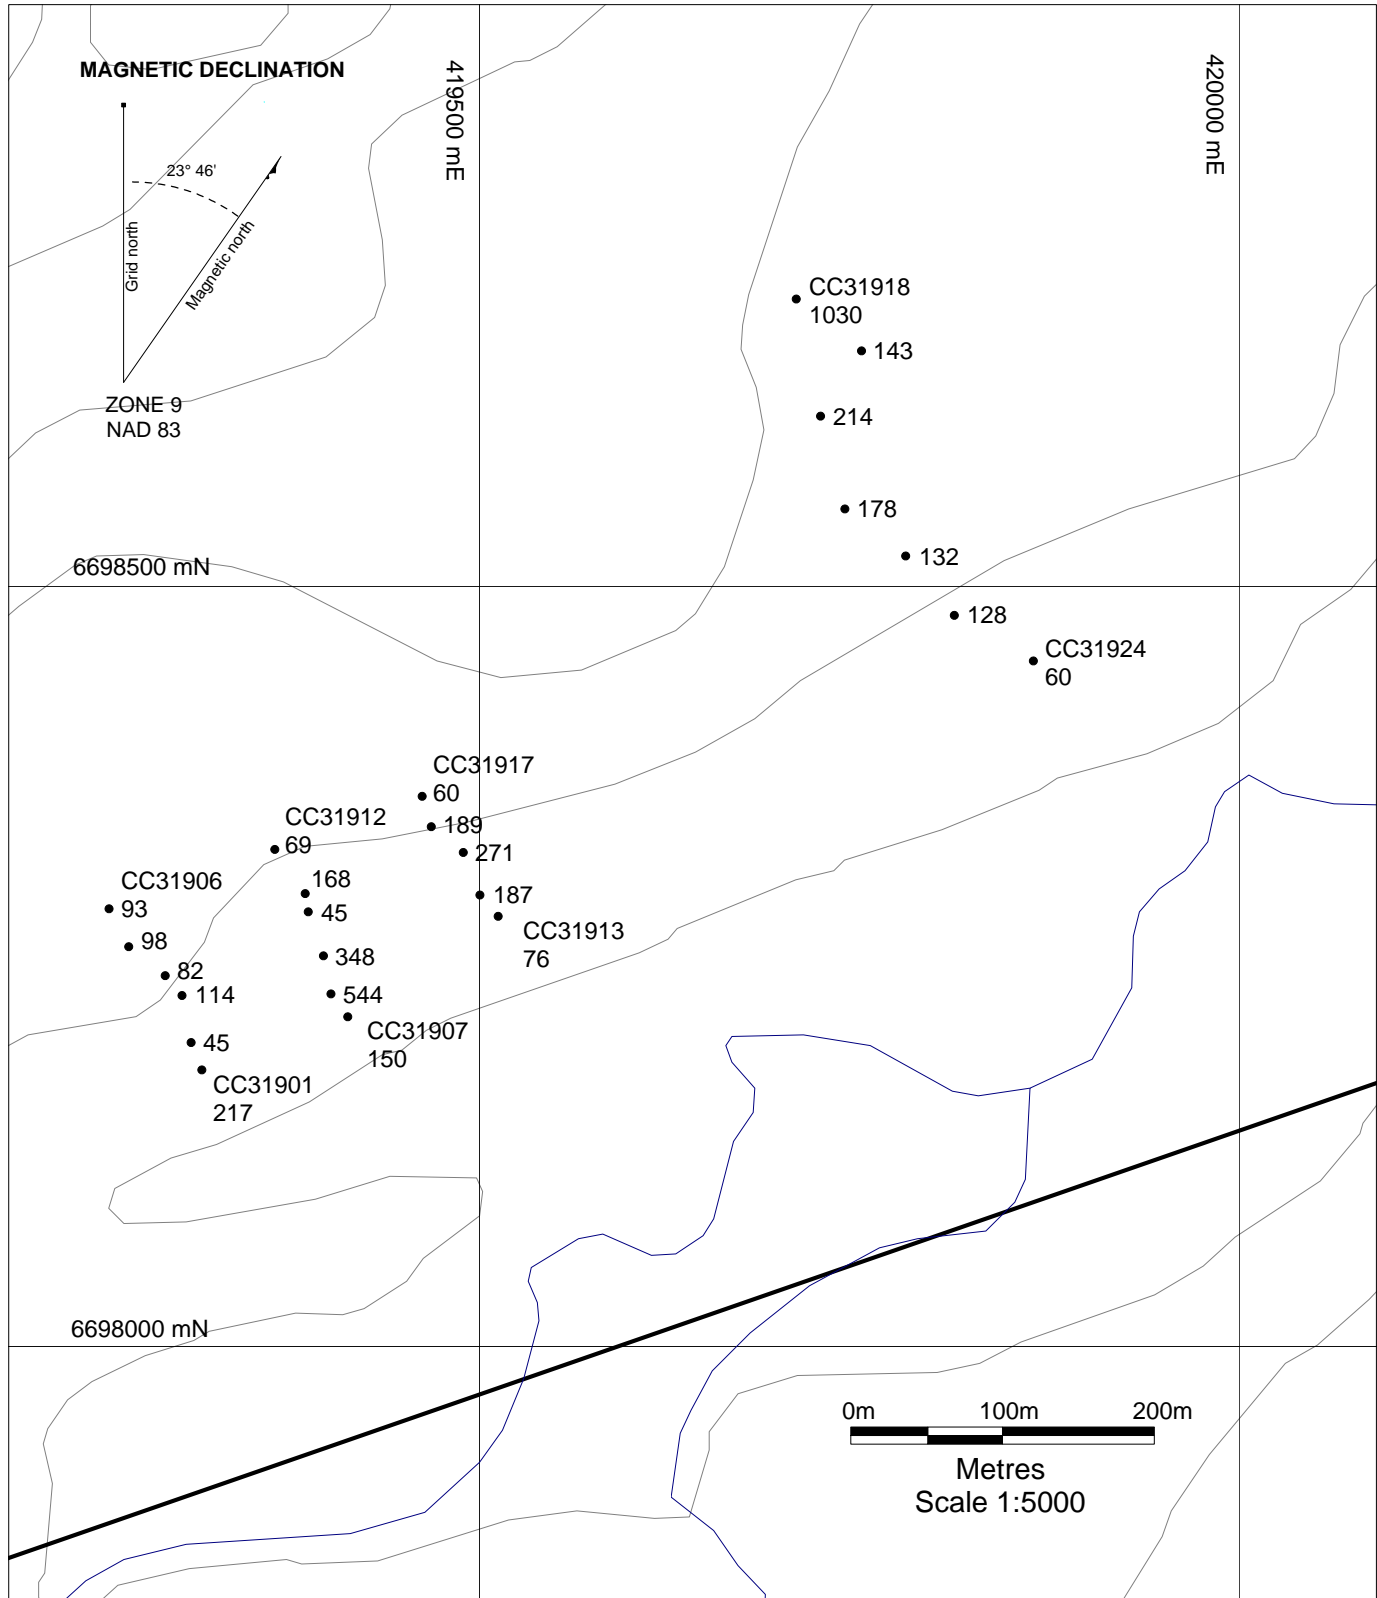 MAGNETIC DECLINATION
419500 mE
420000 mE
23° 46'
Grid north
Magnetic north
ZONE 9
NAD 83
CC31918
1030
143
214
178
132
6698500 mN
128
CC31924
60
CC31917
60
189
271
187
CC31913
76
CC31912
69
168
45
348
544
CC31907
150
CC31906
93
98
82
114
45
CC31901
217
6698000 mN
0m 100m 200m
Metres
Scale 1:5000